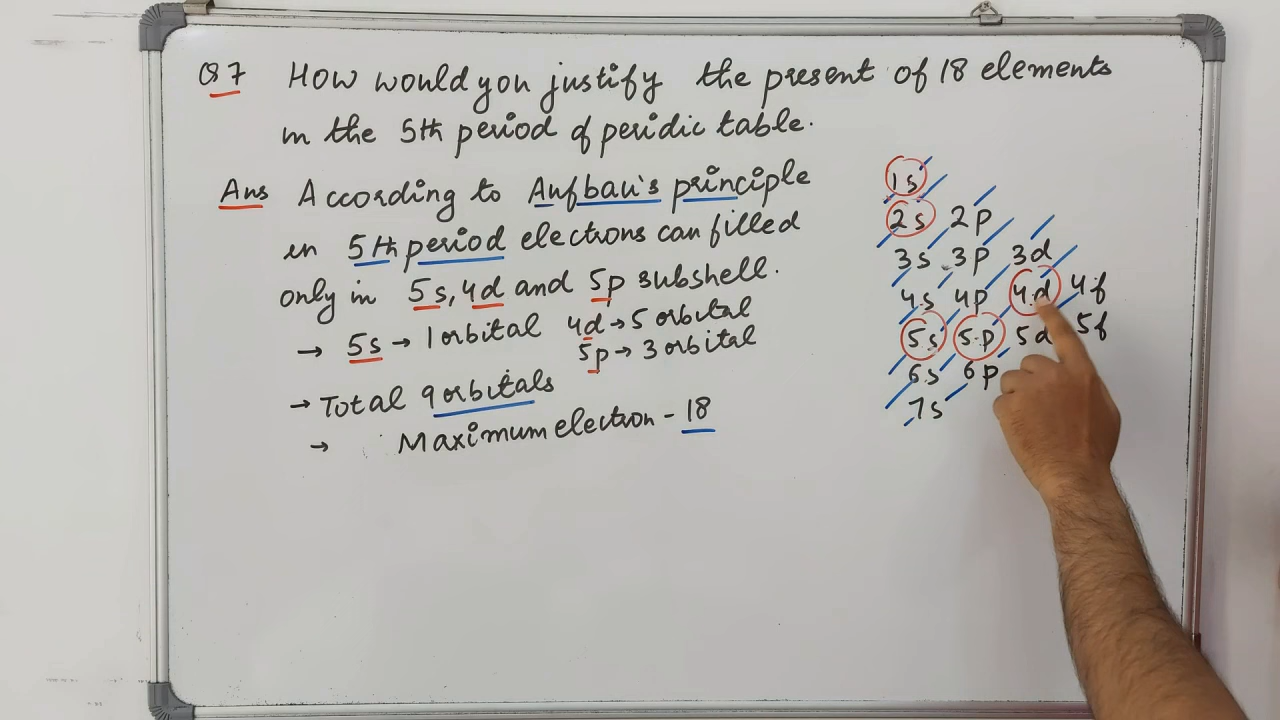 Q7 How would you justify the present of 18 elements
in the 5th period of peridic table.
Ans According to Aufbau's principle
in 5th period electrons can filled
only in 5s, 4d and 5p subshell.
→ 5s → 1 orbital 4d → 5 orbital
5p → 3 orbital
→ Total 9 orbitals
→ Maximum election - 18
1s
2s 2p
3s 3p 3d
4s 4p 4d 4f
5s 5p 5d 5f
6s 6p
7s